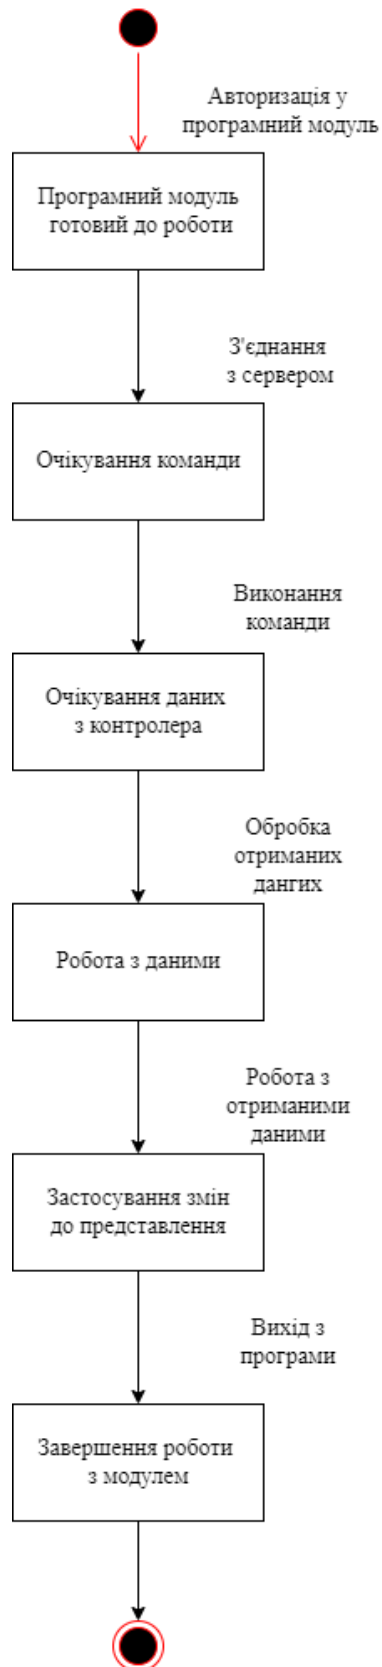 Авторизація у
програмний модуль
Програмний модуль
готовий до роботи
З'єднання
з сервером
Очікування команди
Виконання
команди
Очікування даних
з контролера
Обробка
отриманих
дангих
Робота з даними
Робота з
отриманими
даними
Застосування змін
до представлення
Вихід з
програми
Завершення роботи
з модулем